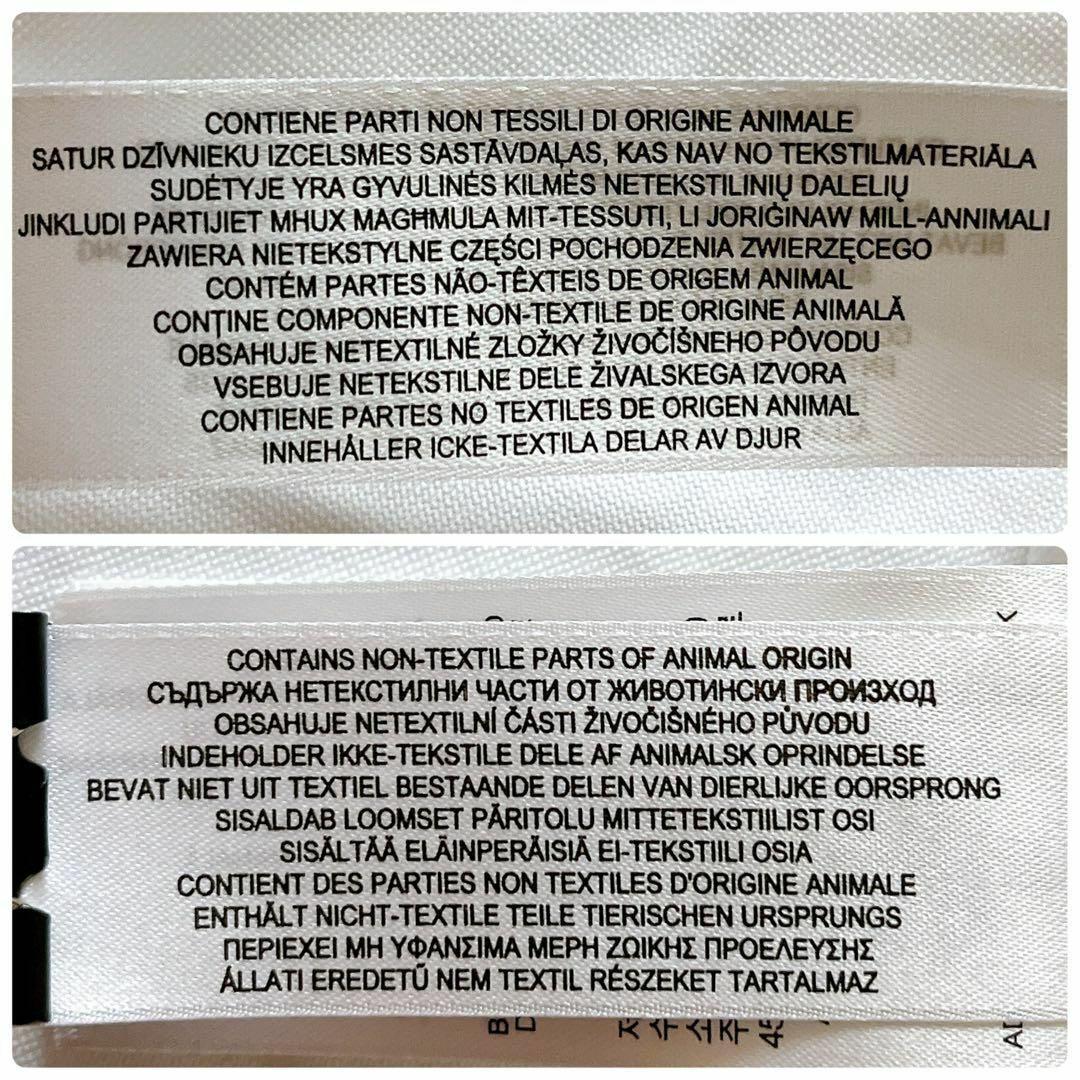 CONTIENE PARTI NON TESSILI DI ORIGINE ANIMALE
SATUR DZĪVNIEKU IZCELSMES SASTĀVDAĻAS, KAS NAV NO TEKSTILMATERIĀLA
SUDĖTYJE YRA GYVULINĖS KILMĖS NETEKSTILINIŲ DALELIŲ
JINKLUDI PARTIJIET MHUX MAGĦMULA MIT-TESSUTI, LI JORIĠINAW MILL-ANNIMALI
ZAWIERA NIETEKSTYLNE CZĘŚCI POCHODZENIA ZWIERZĘCEGO
CONTÉM PARTES NÃO-TÊXTEIS DE ORIGEM ANIMAL
CONȚINE COMPONENTE NON-TEXTILE DE ORIGINE ANIMALĂ
OBSAHUJE NETEXTILNÉ ZLOŽKY ŽIVOČÍŠNEHO PÔVODU
VSEBUJE NETEKSTILNE DELE ŽIVALSKEGA IZVORA
CONTIENE PARTES NO TEXTILES DE ORIGEN ANIMAL
INNEHÅLLER ICKE-TEXTILA DELAR AV DJUR
CONTAINS NON-TEXTILE PARTS OF ANIMAL ORIGIN
СЪДЪРЖА НЕТЕКСТИЛНИ ЧАСТИ ОТ ЖИВОТИНСКИ ПРОИЗХОД
OBSAHUJE NETEXTILNÍ ČÁSTI ŽIVOČIŠNÉHO PŮVODU
INDEHOLDER IKKE-TEKSTILE DELE AF ANIMALSK OPRINDELSE
BEVAT NIET UIT TEXTIEL BESTAANDE DELEN VAN DIERLIJKE OORSPRONG
SISALDAB LOOMSET PÄRITOLU MITTETEKSTIILIST OSI
SISÄLTÄÄ ELÄINPERÄISIÄ EI-TEKSTIILI OSIA
CONTIENT DES PARTIES NON TEXTILES D'ORIGINE ANIMALE
ENTHÄLT NICHT-TEXTILE TEILE TIERISCHEN URSPRUNGS
ΠΕΡΙΕΧΕΙ ΜΗ ΥΦΑΝΣΙΜΑ ΜΕΡΗ ΖΩΙΚΗΣ ΠΡΟΕΛΕΥΣΗΣ
ÁLLATI EREDETŰ NEM TEXTIL RÉSZEKET TARTALMAZ